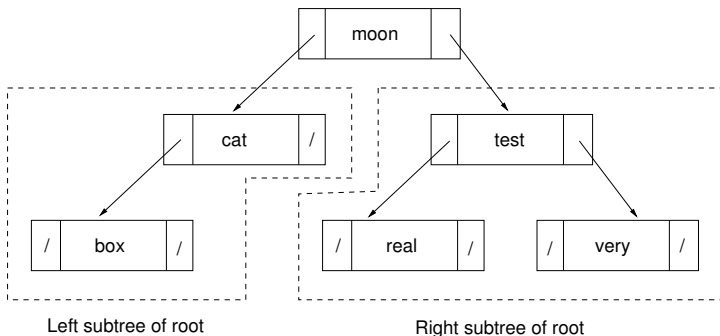 moon
/ cat /
test
/ box /
/ real /
/ very /
Left subtree of root
Right subtree of root